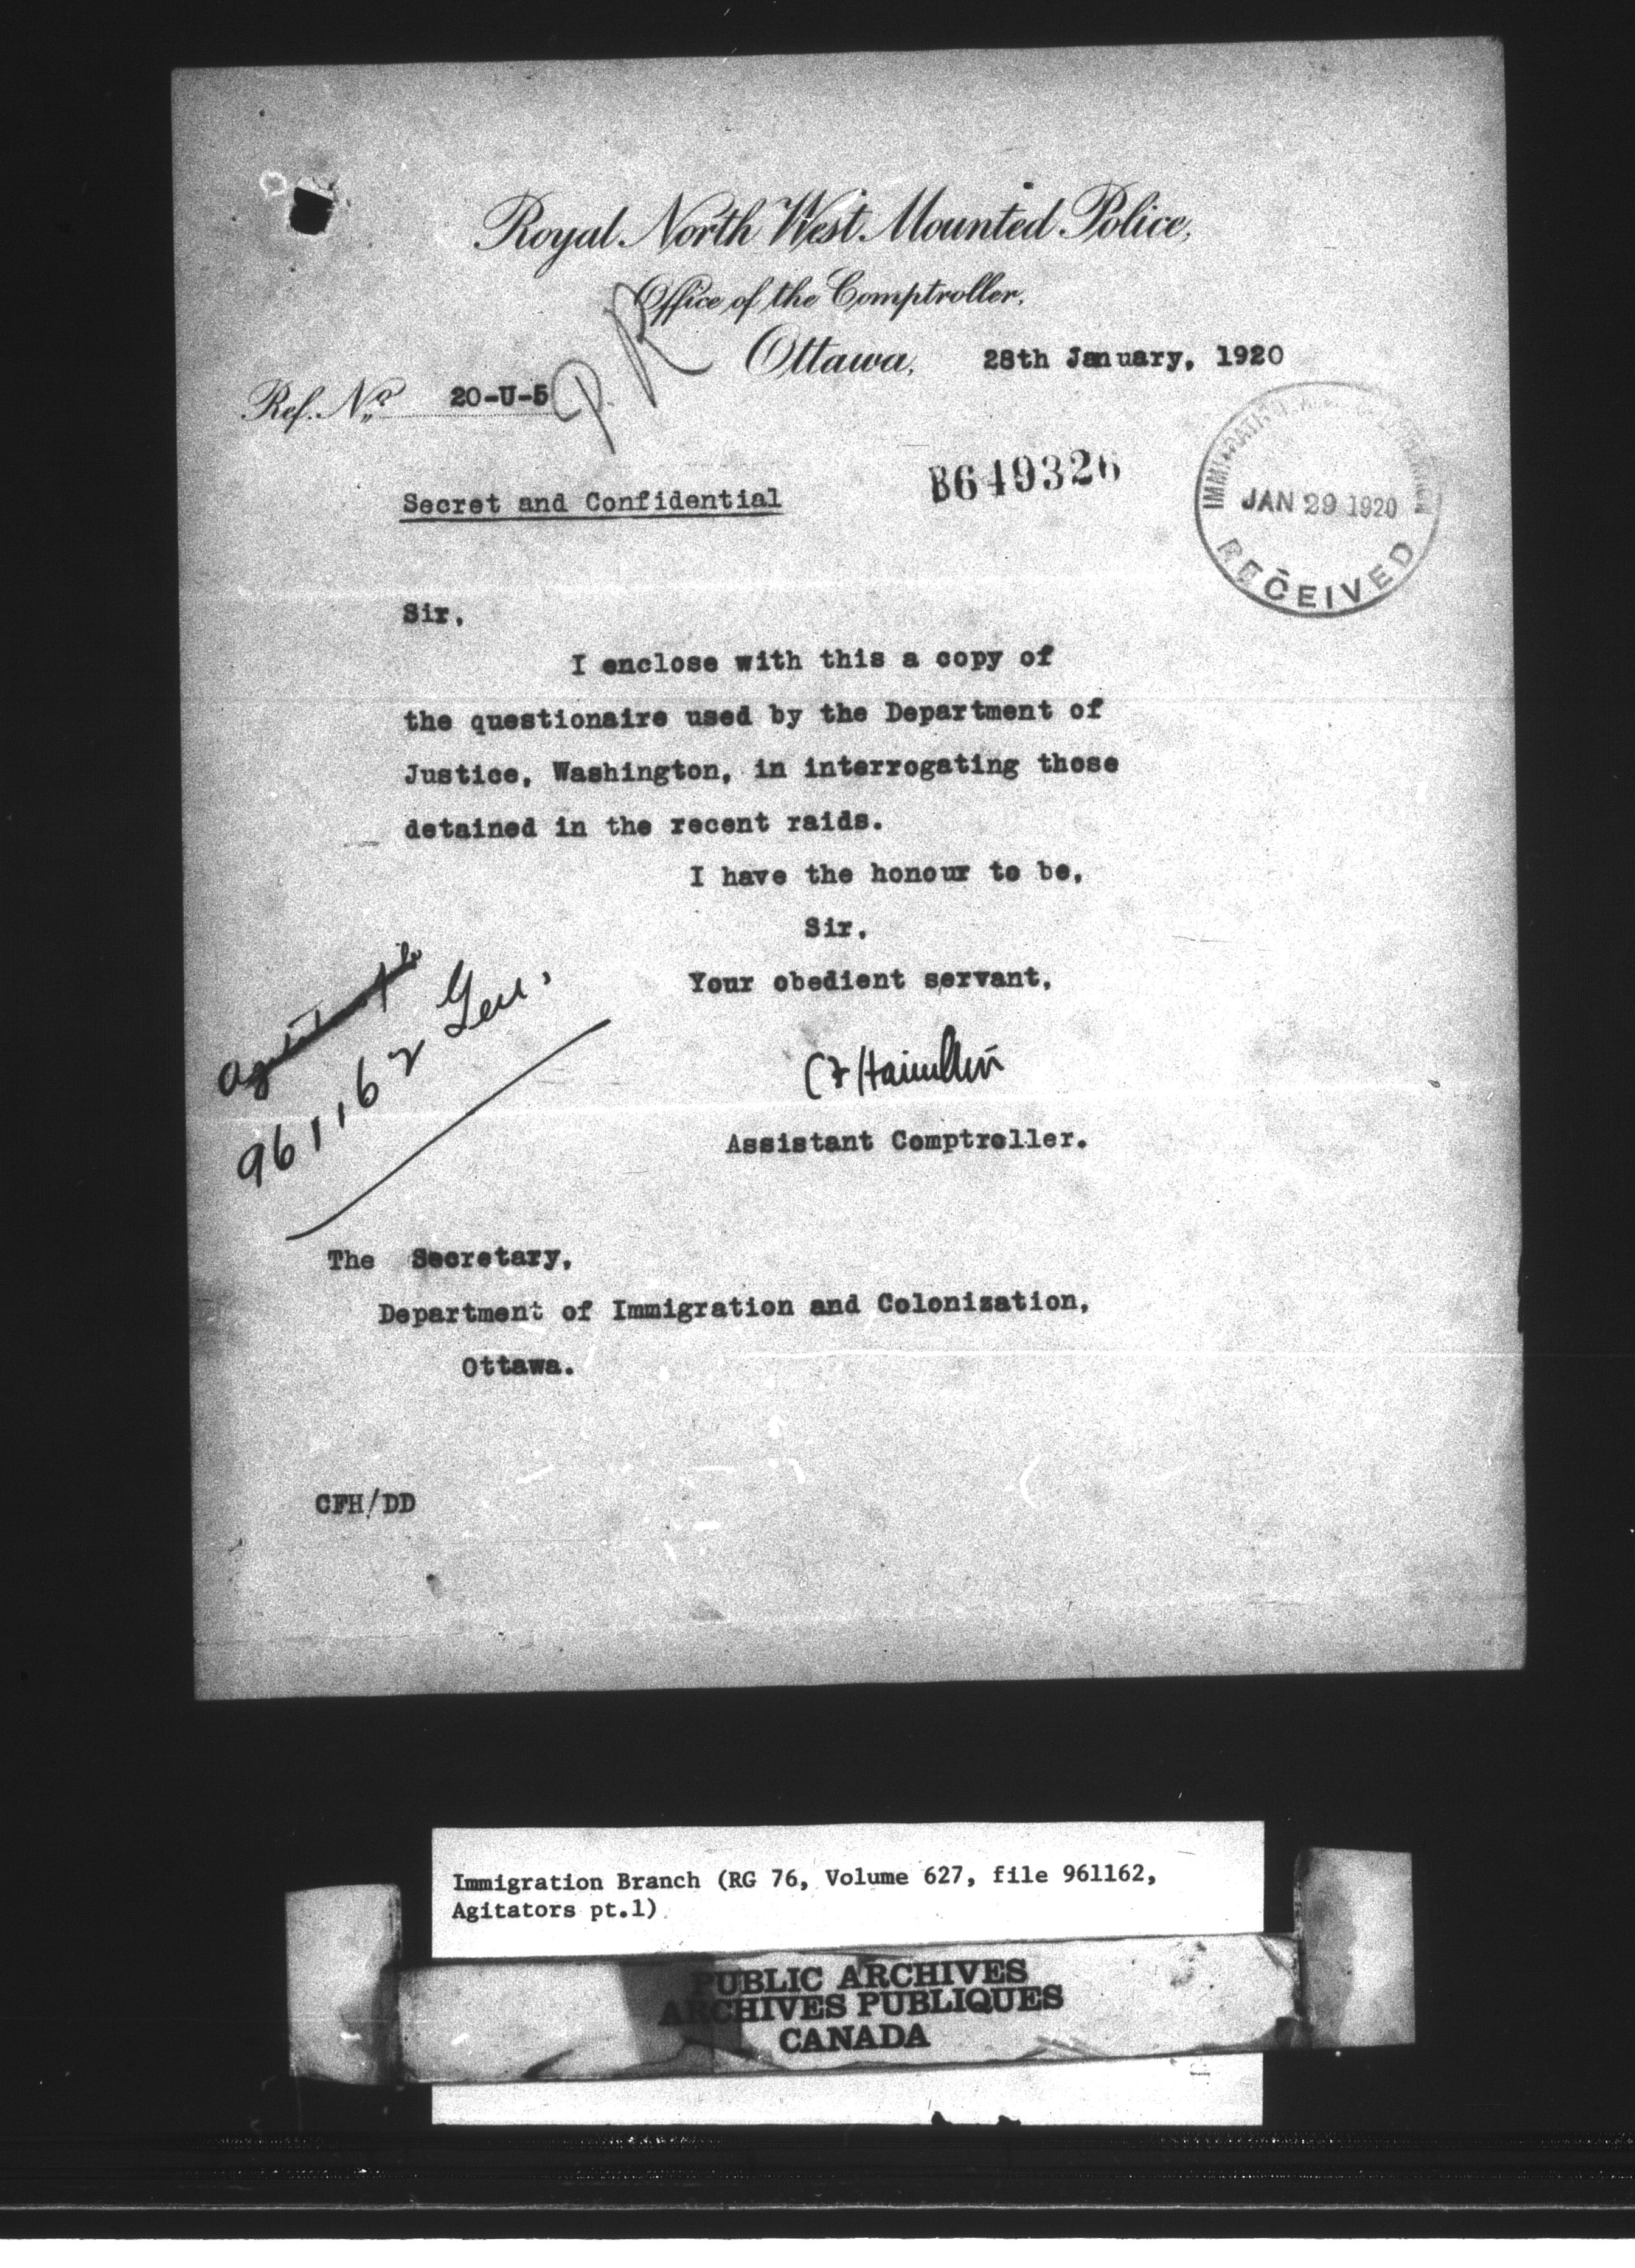 Royal North West Mounted Police,
Office of the Comptroller,
Ottawa, 28th January, 1920
Ref. No. 20-U-5
P. R
B649326
Secret and Confidential
JAN 29 1920
RECEIVED
Sir,
I enclose with this a copy of
the questionaire used by the Department of
Justice, Washington, in interrogating those
detained in the recent raids.
I have the honour to be,
Sir,
Your obedient servant,
961162 Gen.
Assistant Comptroller.
The Secretary,
Department of Immigration and Colonization,
Ottawa.
CFH/DD
Immigration Branch (RG 76, Volume 627, file 961162,
Agitators pt.1)
PUBLIC ARCHIVES
ARCHIVES PUBLIQUES
CANADA